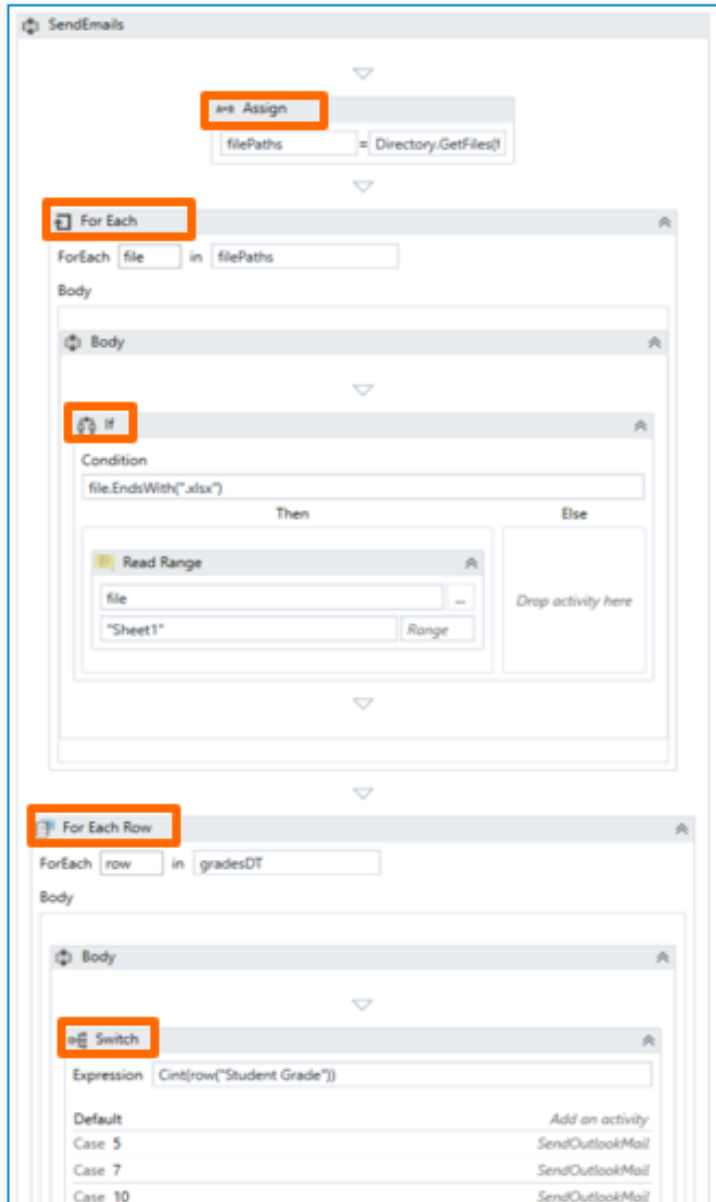 SendEmails
A+B Assign
filePaths = Directory.GetFiles(f
For Each
ForEach file in filePaths
Body
Body
If
Condition
file.EndsWith(".xlsx")
Then Else
Read Range
file ...
Drop activity here
"Sheet1" Range
For Each Row
ForEach row in gradesDT
Body
Body
Switch
Expression Cint(row("Student Grade"))
Default Add an activity
Case 5 SendOutlookMail
Case 7 SendOutlookMail
Case 10 SendOutlookMail